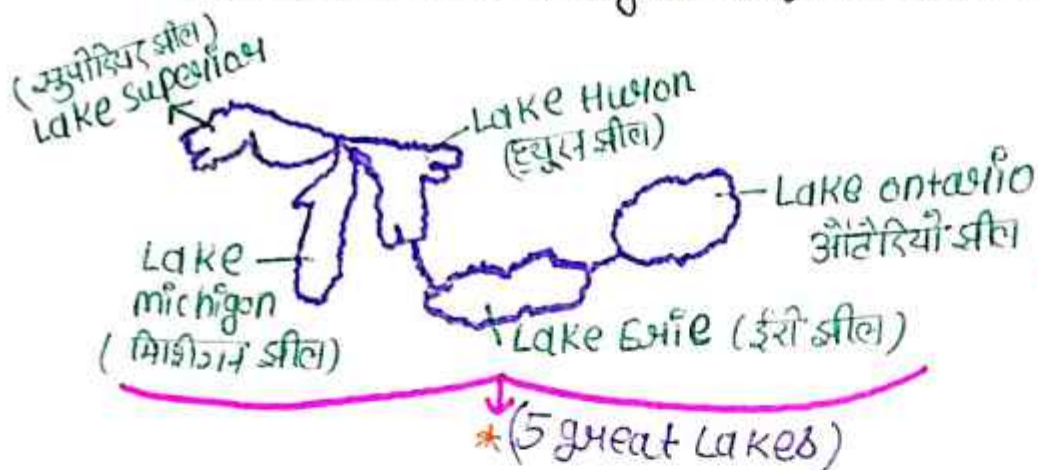 (सुपीरियर झील)
Lake Superior
Lake Huron
(ह्युरन झील)
Lake ontario
औंटेरियो झील
Lake
michigan
(मिशीगन झील)
Lake Erie (ईरी झील)
*(5 great Lakes)